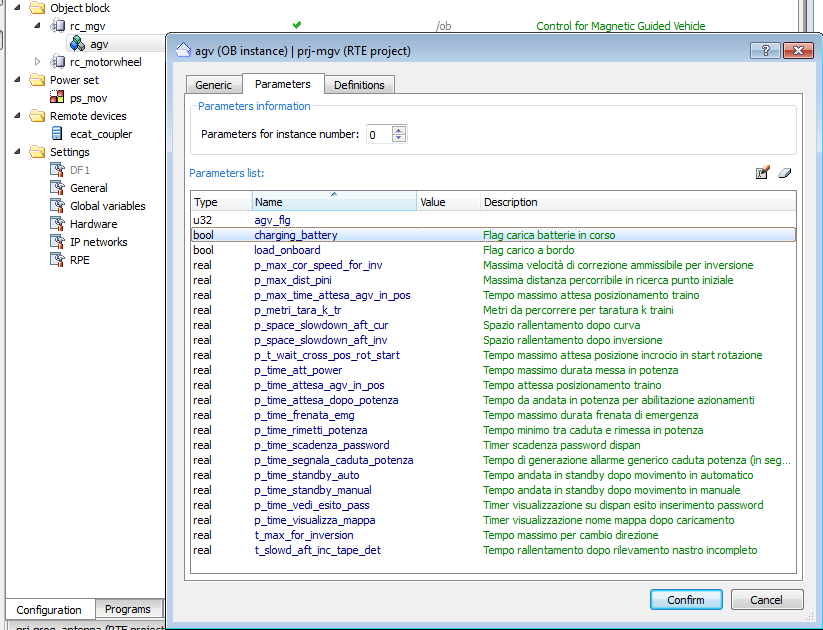 Object block
rc_mgv /ob Control for Magnetic Guided Vehicle
agv
rc_motorwheel
Power set
ps_mov
Remote devices
ecat_coupler
Settings
DF1
General
Global variables
Hardware
IP networks
RPE
Configuration Programs
agv (OB instance) | prj-mgv (RTE project)
Generic Parameters Definitions
Parameters information
Parameters for instance number: 0
Parameters list:
Type Name Value Description
u32 agv_flg
bool charging_battery Flag carica batterie in corso
bool load_onboard Flag carico a bordo
real p_max_cor_speed_for_inv Massima velocità di correzione ammissibile per inversione
real p_max_dist_pini Massima distanza percorribile in ricerca punto iniziale
real p_max_time_attesa_agv_in_pos Tempo massimo attesa posizionamento traino
real p_metri_tara_k_tr Metri da percorrere per taratura k traini
real p_space_slowdown_aft_cur Spazio rallentamento dopo curva
real p_space_slowdown_aft_inv Spazio rallentamento dopo inversione
real p_t_wait_cross_pos_rot_start Tempo massimo attesa posizione incrocio in start rotazione
real p_time_att_power Tempo massimo durata messa in potenza
real p_time_attesa_agv_in_pos Tempo attessa posizionamento traino
real p_time_attesa_dopo_potenza Tempo da andata in potenza per abilitazione azionamenti
real p_time_frenata_emg Tempo massimo durata frenata di emergenza
real p_time_rimetti_potenza Tempo minimo tra caduta e rimessa in potenza
real p_time_scadenza_password Timer scadenza password dispan
real p_time_segnala_caduta_potenza Tempo di generazione allarme generico caduta potenza (in seg...
real p_time_standby_auto Tempo andata in standby dopo movimento in automatico
real p_time_standby_manual Tempo andata in standby dopo movimento in manuale
real p_time_vedi_esito_pass Timer visualizzazione su dispan esito inserimento password
real p_time_visualizza_mappa Timer visualizzazione nome mappa dopo caricamento
real t_max_for_inversion Tempo massimo per cambio direzione
real t_slowd_aft_inc_tape_det Tempo rallentamento dopo rilevamento nastro incompleto
Confirm Cancel